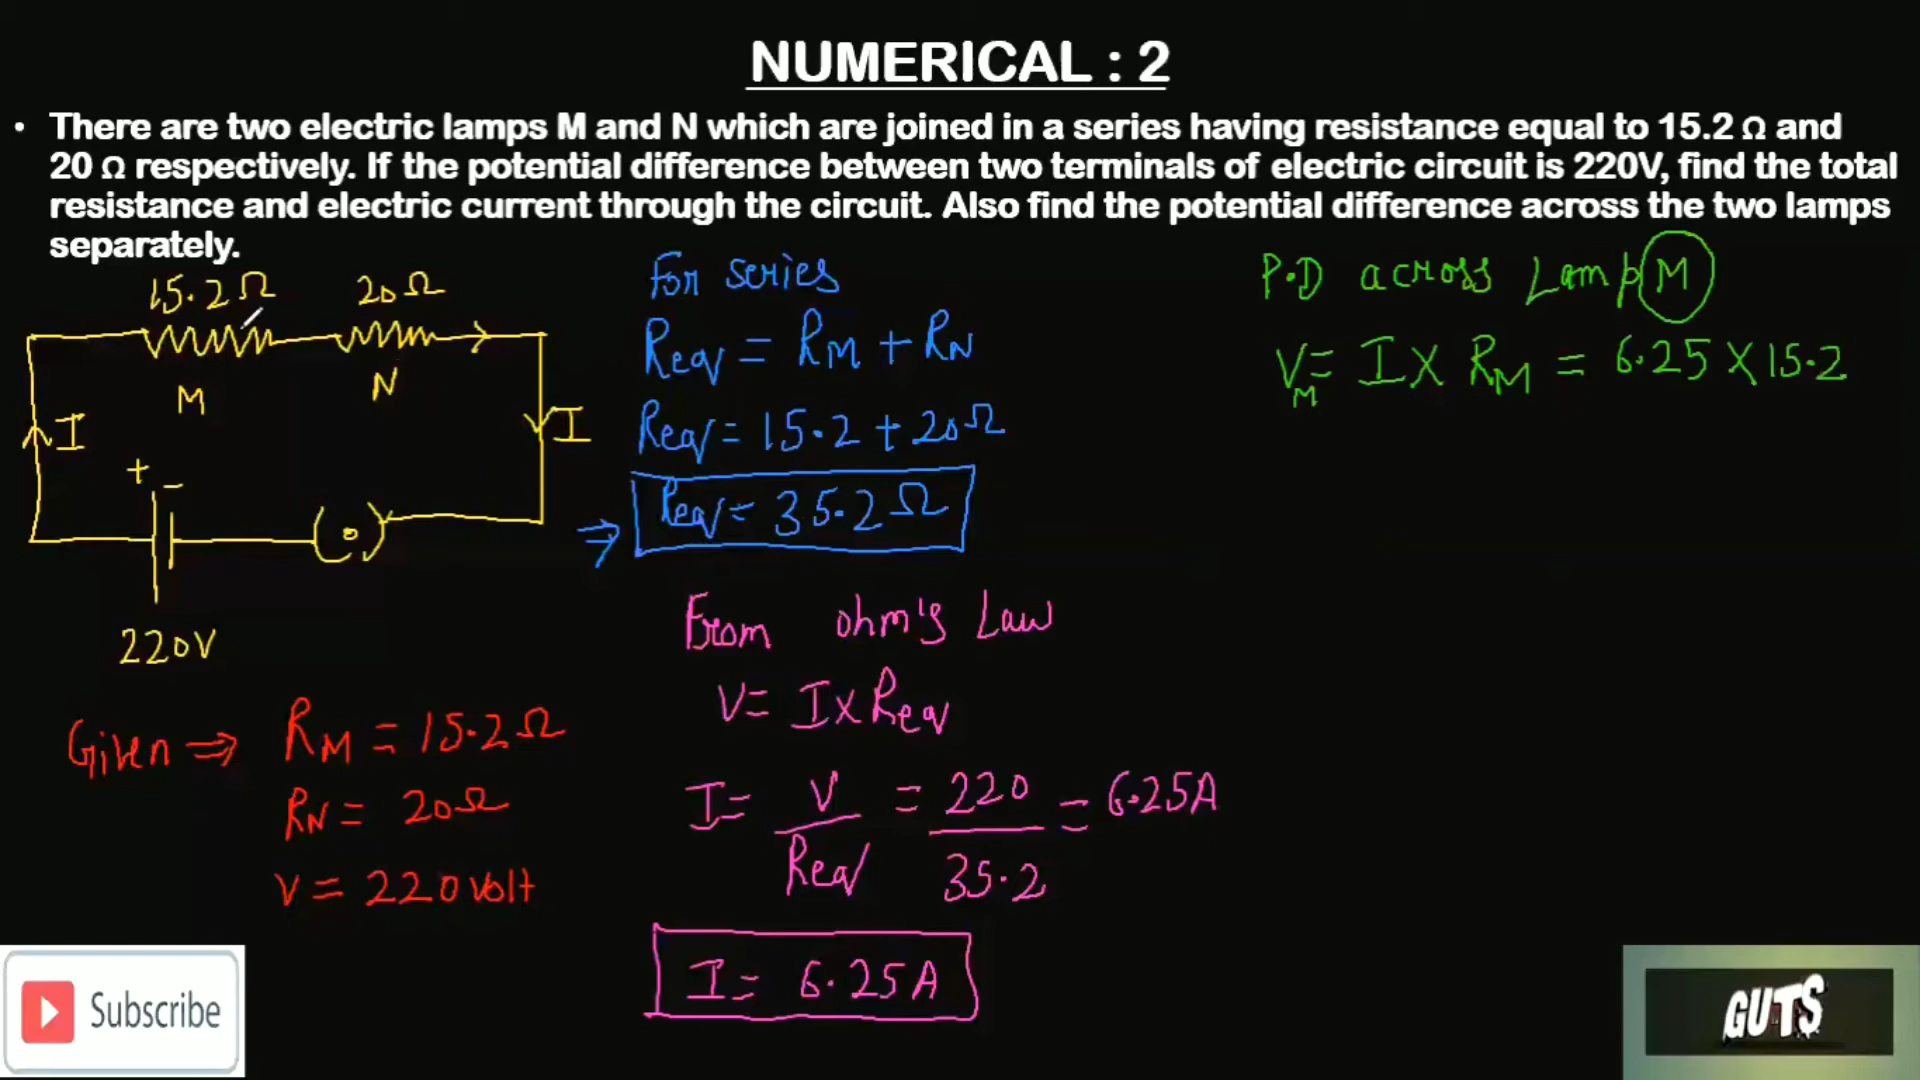 NUMERICAL : 2
• There are two electric lamps M and N which are joined in a series having resistance equal to 15.2 Ω and
20 Ω respectively. If the potential difference between two terminals of electric circuit is 220V, find the total
resistance and electric current through the circuit. Also find the potential difference across the two lamps
separately.
15.2Ω 20Ω
M N
I I
+ -
220V
Given ⇒ RM = 15.2Ω
RN = 20Ω
V = 220 volt
For series
Req = RM + RN
Req = 15.2 + 20Ω
⇒ Req = 35.2Ω
From ohm's Law
V = I x Req
I = V/Req = 220/35.2 = 6.25A
I = 6.25A
P.D across Lamp M
VM = I X RM = 6.25 X 15.2
Subscribe
GUTS